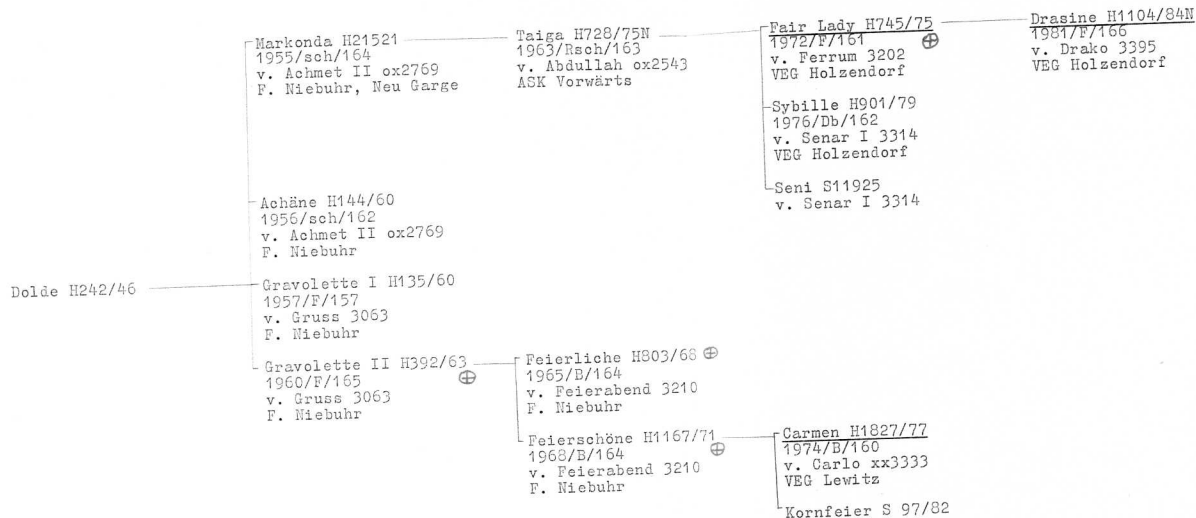 Dolde H242/46
Markonda H21521
1955/sch/164
v. Achmet II ox2769
F. Niebuhr, Neu Garge
Taiga H728/75N
1963/Rsch/163
v. Abdullah ox2543
ASK Vorwärts
Fair Lady H745/75
1972/F/161
v. Ferrum 3202
VEG Holzendorf
Drasine H1104/84N
1981/F/166
v. Drako 3395
VEG Holzendorf
Sybille H901/79
1976/Db/162
v. Senar I 3314
VEG Holzendorf
Seni S11925
v. Senar I 3314
Achäne H144/60
1956/sch/162
v. Achmet II ox2769
F. Niebuhr
Gravolette I H135/60
1957/F/157
v. Gruss 3063
F. Niebuhr
Gravolette II H392/63
1960/F/165
v. Gruss 3063
F. Niebuhr
Feierliche H803/68
1965/B/164
v. Feierabend 3210
F. Niebuhr
Feierschöne H1167/71
1968/B/164
v. Feierabend 3210
F. Niebuhr
Carmen H1827/77
1974/B/160
v. Carlo xx3333
VEG Lewitz
Kornfeier S 97/82